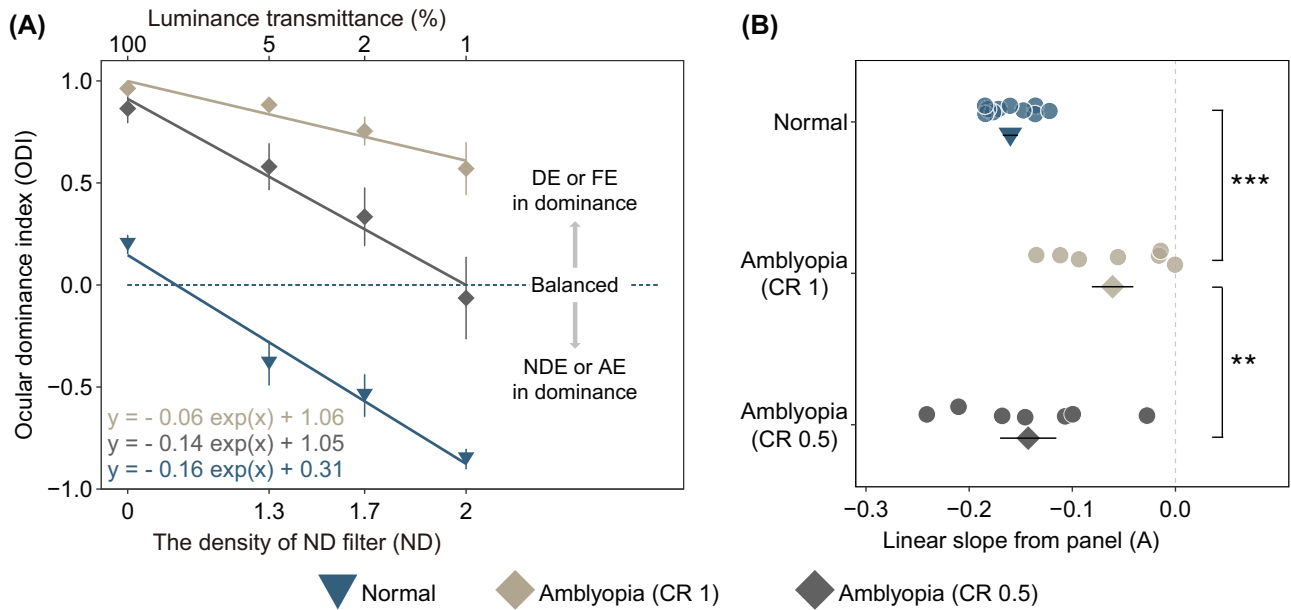 (A)
Luminance transmittance (%)
100 5 2 1
Ocular dominance index (ODI)
1.0
0.5
0.0
−0.5
−1.0
DE or FE
in dominance
Balanced
NDE or AE
in dominance
y = - 0.06 exp(x) + 1.06
y = - 0.14 exp(x) + 1.05
y = - 0.16 exp(x) + 0.31
0 1.3 1.7 2
The density of ND filter (ND)
(B)
Normal
Amblyopia
(CR 1)
Amblyopia
(CR 0.5)
***
**
−0.3 −0.2 −0.1 0.0
Linear slope from panel (A)
Normal Amblyopia (CR 1) Amblyopia (CR 0.5)